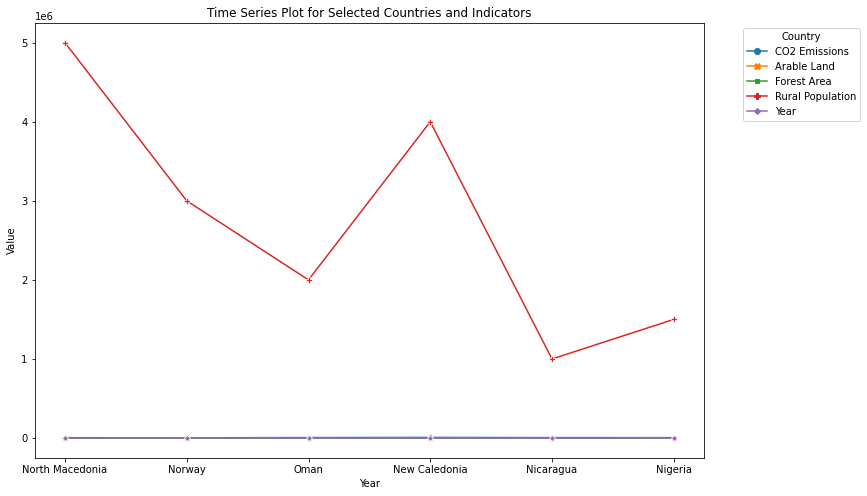 Time Series Plot for Selected Countries and Indicators
1e6
5
4
3
2
1
0
Value
North Macedonia
Norway
Oman
New Caledonia
Nicaragua
Nigeria
Year
Country
CO2 Emissions
Arable Land
Forest Area
Rural Population
Year